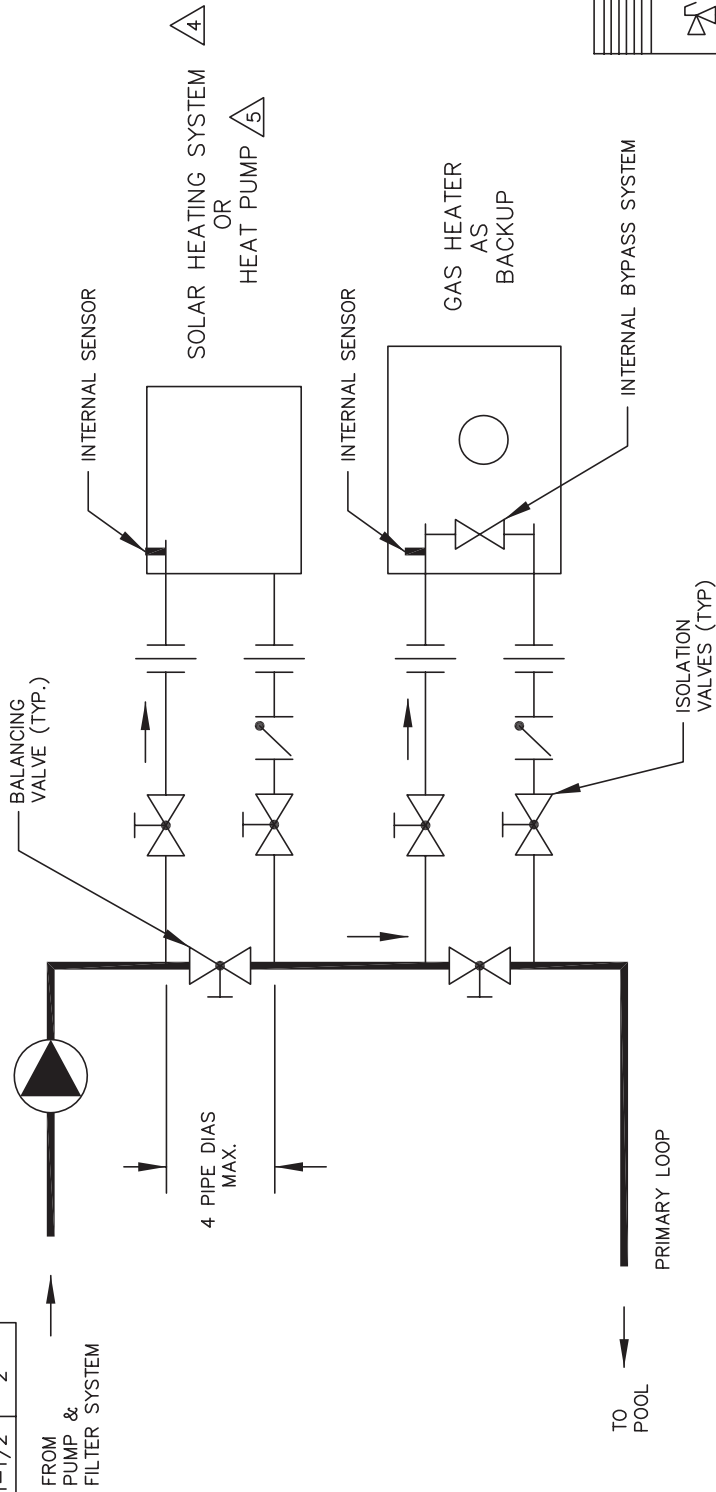 1-1/2 2
FROM
PUMP &
FILTER SYSTEM
BALANCING
VALVE (TYP.)
INTERNAL SENSOR
SOLAR HEATING SYSTEM
OR
HEAT PUMP
4
5
4 PIPE DIAS
MAX.
INTERNAL SENSOR
GAS HEATER
AS
BACKUP
INTERNAL BYPASS SYSTEM
ISOLATION
VALVES (TYP)
PRIMARY LOOP
TO
POOL